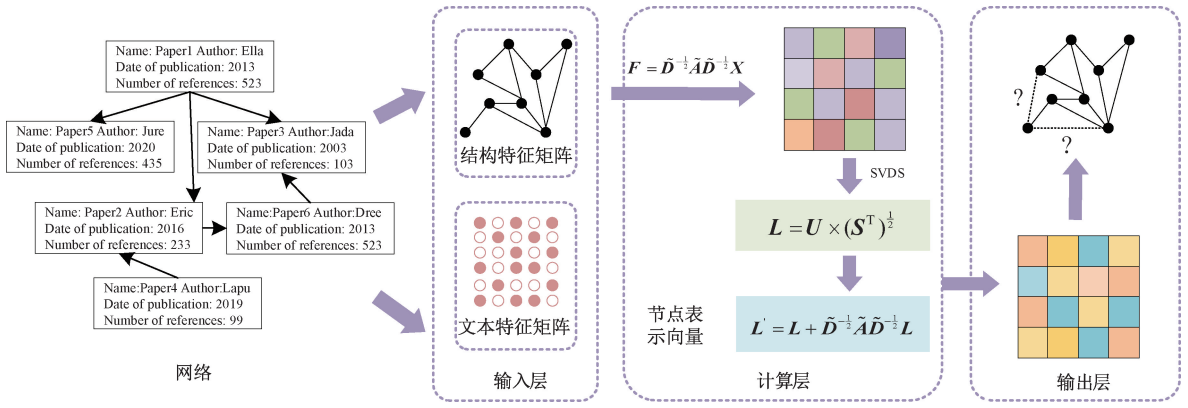 Name: Paper1 Author: Ella
Date of publication: 2013
Number of references: 523
Name: Paper5 Author: Jure
Date of publication: 2020
Number of references: 435
Name: Paper3 Author:Jada
Date of publication: 2003
Number of references: 103
Name: Paper2 Author: Eric
Date of publication: 2016
Number of references: 233
Name:Paper6 Author:Dree
Date of publication: 2013
Number of references: 523
Name:Paper4 Author:Lapu
Date of publication: 2019
Number of references: 99
网络
结构特征矩阵
文本特征矩阵
输入层
F = D̃^{-1/2}ÃD̃^{-1/2}X
SVDS
L = U × (S^T)^{1/2}
节点表
示向量
L' = L + D̃^{-1/2}ÃD̃^{-1/2}L
计算层
?
?
输出层